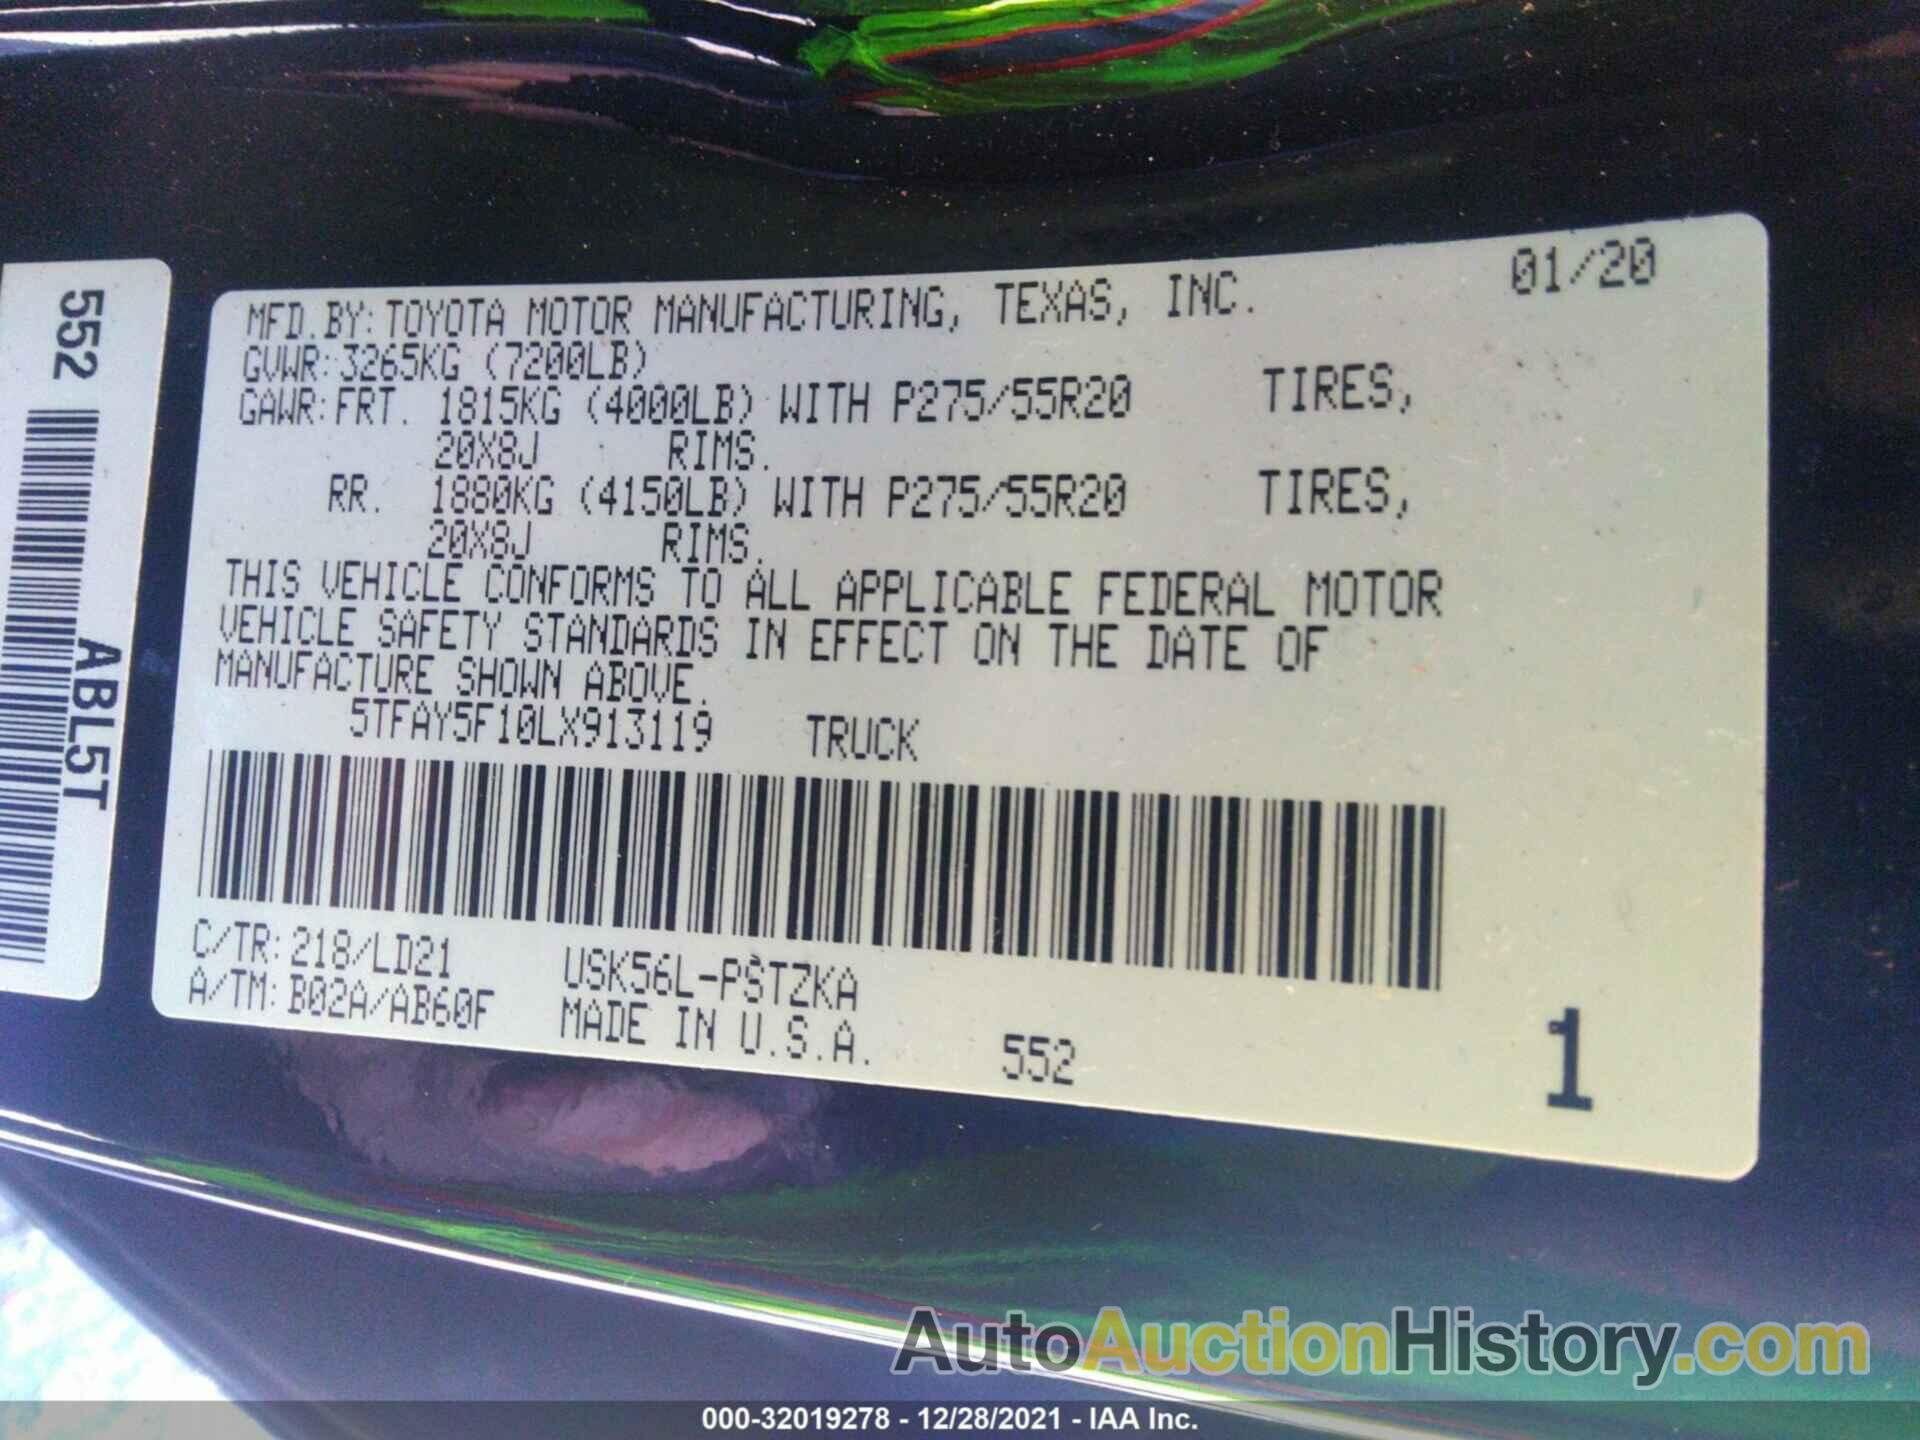 552
ABL5T
MFD.BY:TOYOTA MOTOR MANUFACTURING, TEXAS, INC. 01/20
GVWR:3265KG (7200LB)
GAWR:FRT. 1815KG (4000LB) WITH P275/55R20 TIRES,
20X8J RIMS.
RR. 1880KG (4150LB) WITH P275/55R20 TIRES,
20X8J RIMS.
THIS VEHICLE CONFORMS TO ALL APPLICABLE FEDERAL MOTOR
VEHICLE SAFETY STANDARDS IN EFFECT ON THE DATE OF
MANUFACTURE SHOWN ABOVE.
5TFAY5F10LX913119 TRUCK
C/TR:218/LD21 USK56L-PSTZKA
A/TM:B02A/AB60F MADE IN U.S.A. 552
1
AutoAuctionHistory.com
000-32019278 - 12/28/2021 - IAA Inc.